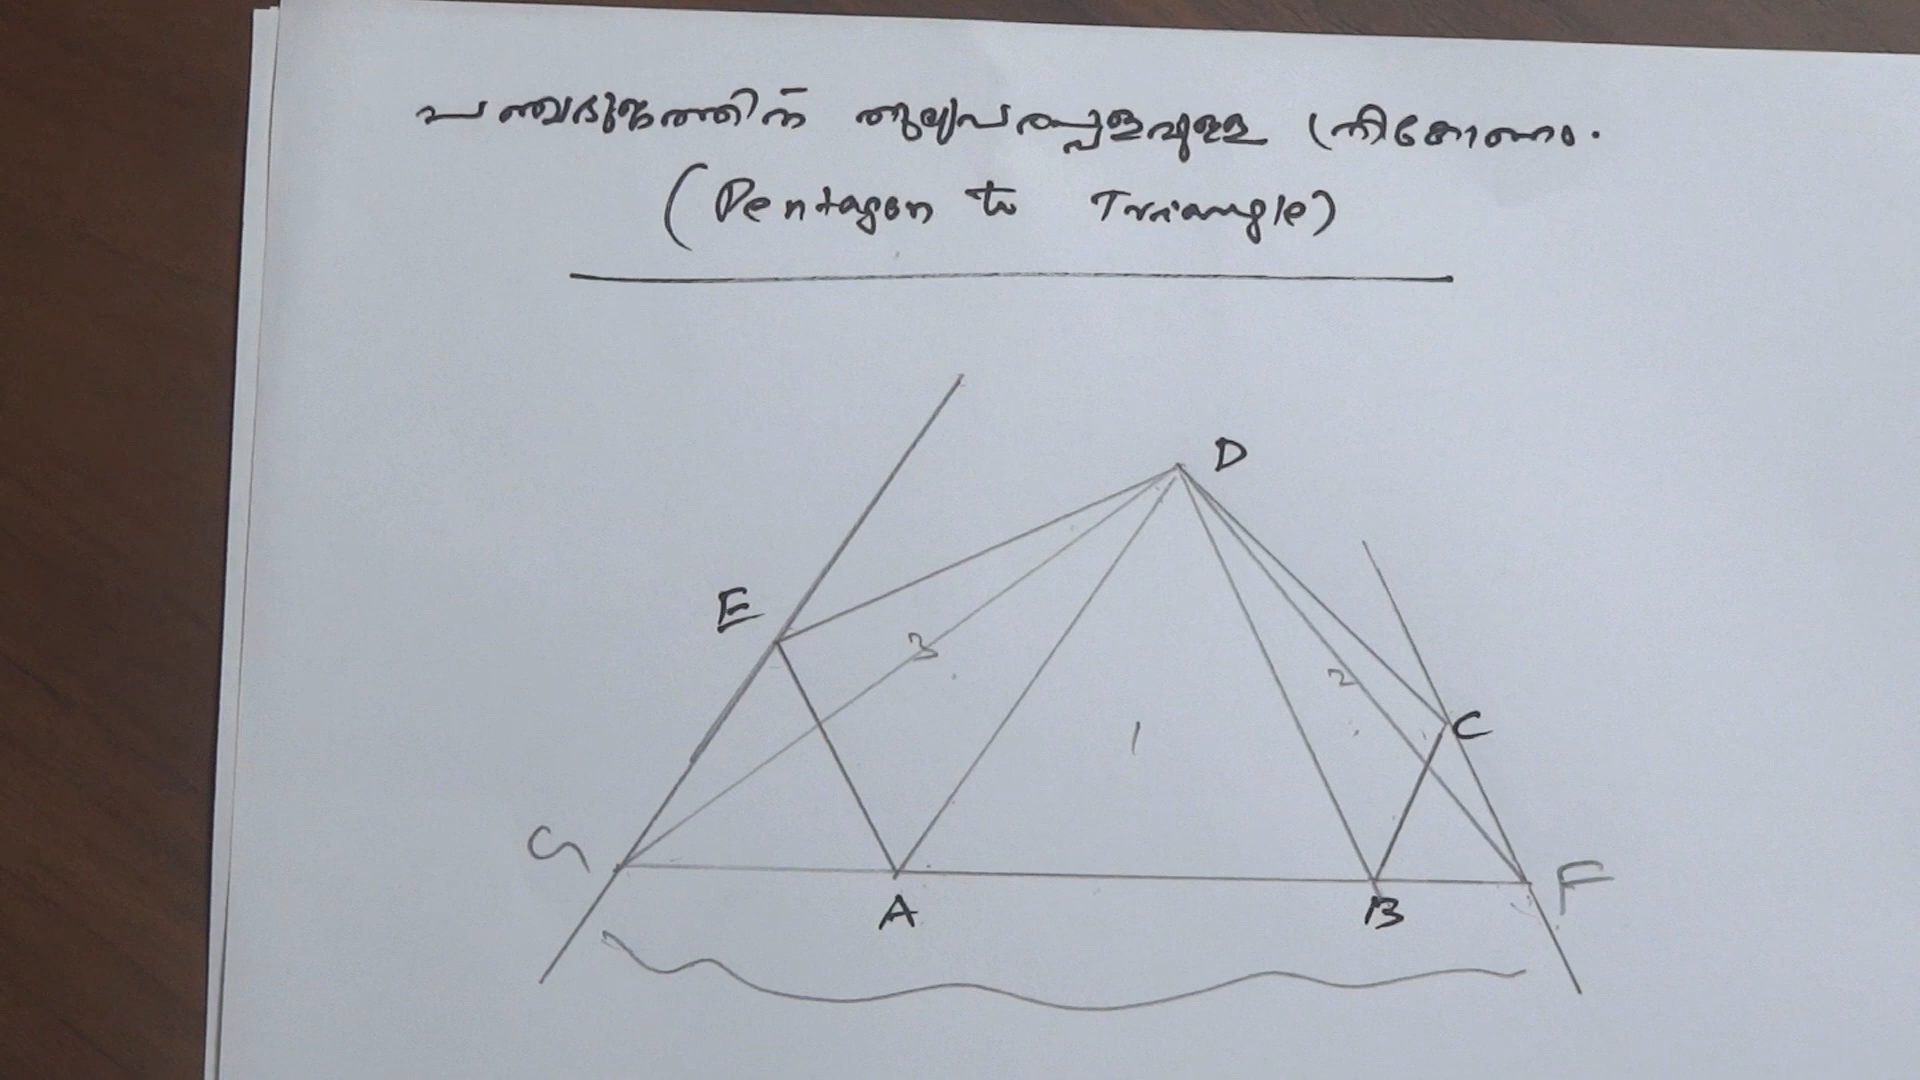 പഞ്ചഭുജത്തിന് തുല്യപരപ്പളവുള്ള ത്രികോണം.
(Pentagon to Triangle)
D
E
3
2
C
1
G
F
A
B